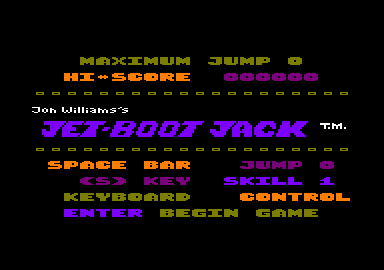 MAXIMUM JUMP 0
HI*SCORE 000000
Jon Williams's
JET-BOOT JACK T.M.
SPACE BAR JUMP 0
<S> KEY SKILL 1
KEYBOARD CONTROL
ENTER BEGIN GAME